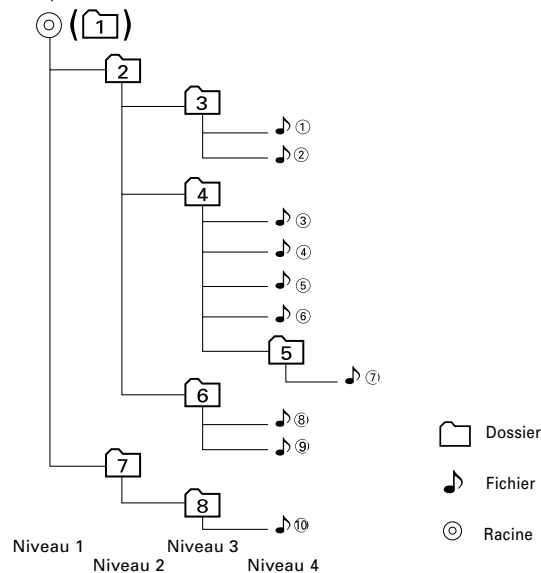 (1)
2
3
①
②
4
③
④
⑤
⑥
5
⑦
6
⑧
⑨
7
8
⑩
Dossier
Fichier
Racine
Niveau 1
Niveau 2
Niveau 3
Niveau 4